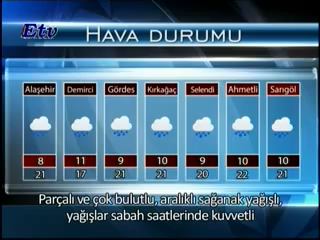 Etv
HAVA DURUMU
Alaşehir Demirci Gördes Kırkağaç Selendi Ahmetli Sarıgöl
8 11 9 10 9 10 10
21 17 21 21 20 22 21
Parçalı ve çok bulutlu, aralıklı sağanak yağışlı,
yağışlar sabah saatlerinde kuvvetli